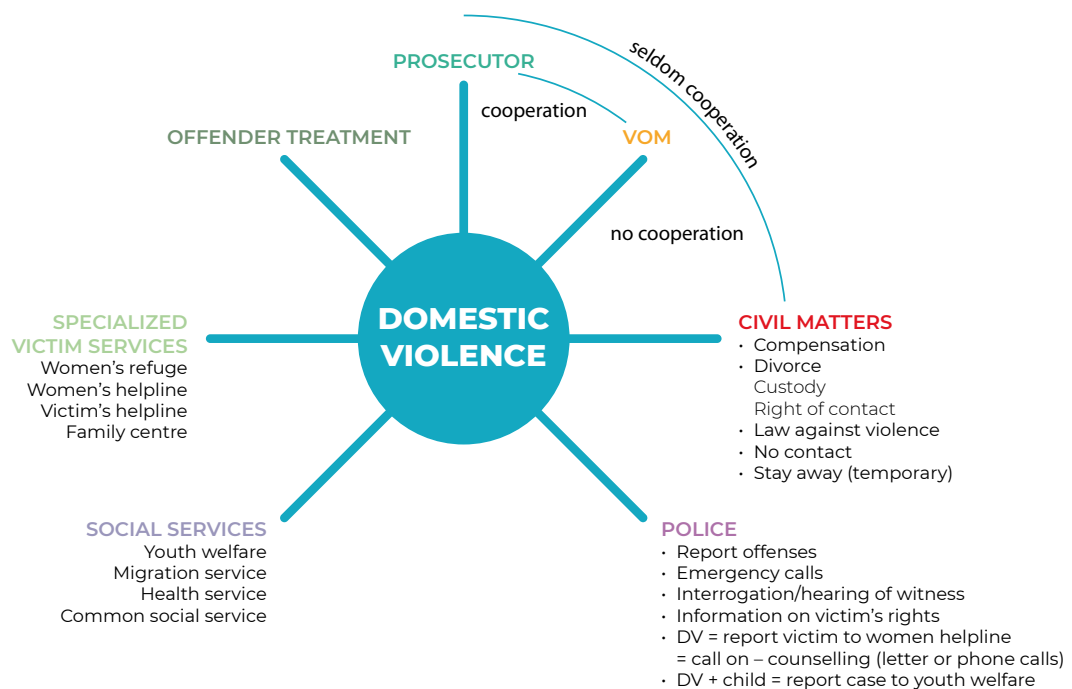 seldom cooperation
PROSECUTOR
cooperation
OFFENDER TREATMENT
VOM
no cooperation
DOMESTIC
VIOLENCE
SPECIALIZED
VICTIM SERVICES
Women's refuge
Women's helpline
Victim's helpline
Family centre
CIVIL MATTERS
• Compensation
• Divorce
Custody
Right of contact
• Law against violence
• No contact
• Stay away (temporary)
SOCIAL SERVICES
Youth welfare
Migration service
Health service
Common social service
POLICE
• Report offenses
• Emergency calls
• Interrogation/hearing of witness
• Information on victim's rights
• DV = report victim to women helpline
= call on – counselling (letter or phone calls)
• DV + child = report case to youth welfare